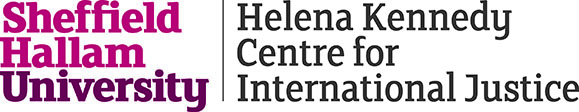 Sheffield
Hallam
University
Helena Kennedy
Centre for
International Justice